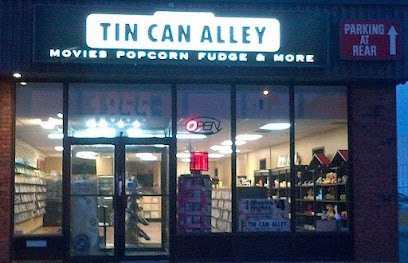 TIN CAN ALLEY
MOVIES POPCORN FUDGE & MORE
PARKING
AT
REAR
OPEN
TIN CAN ALLEY